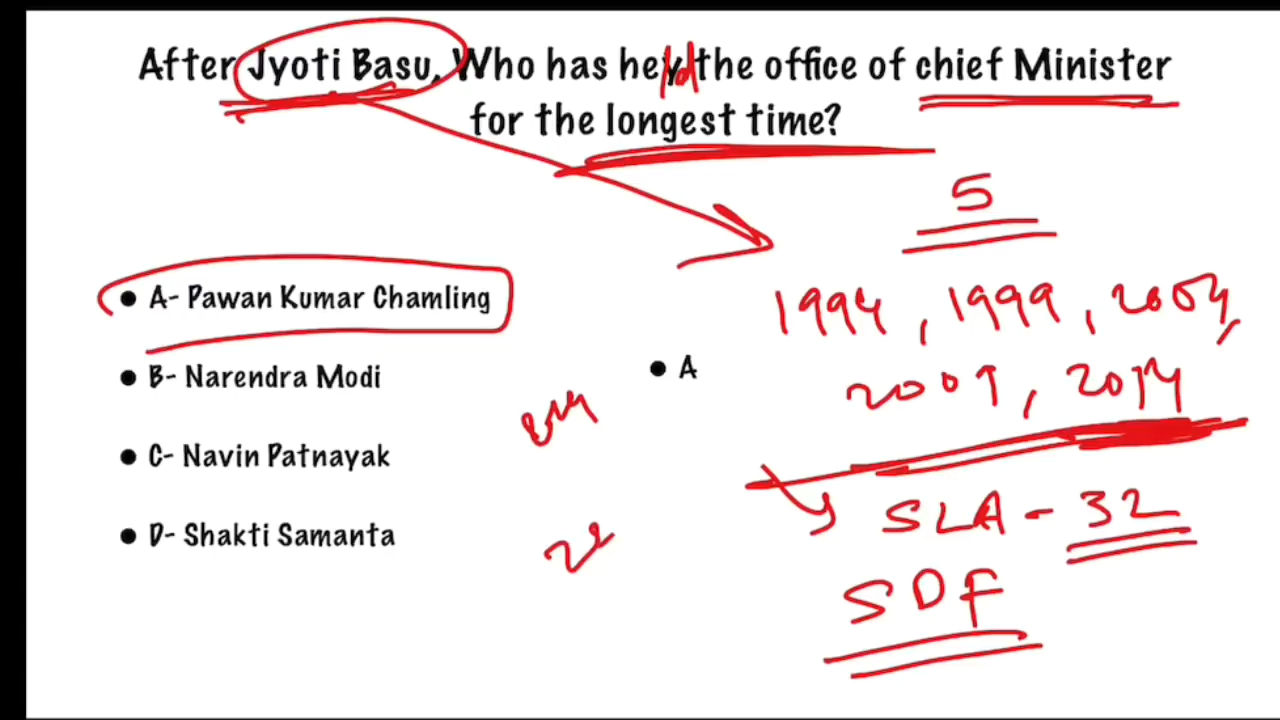 After Jyoti Basu, Who has held the office of chief Minister
for the longest time?
5
A- Pawan Kumar Chamling
1994, 1999, 2004,
B- Narendra Modi
A
2009, 2014
C- Navin Patnayak
SLA - 32
D- Shakti Samanta
SDF